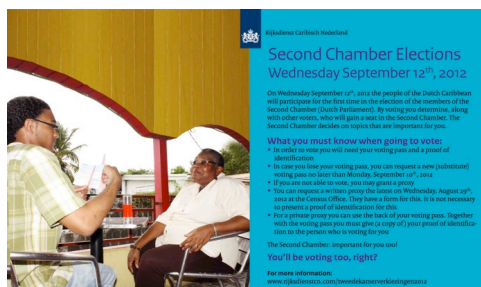 Rijksdienst Caribisch Nederland
Second Chamber Elections
Wednesday September 12th, 2012
On Wednesday September 12th, 2012 the people of the Dutch Caribbean
will participate for the first time in the election of the members of the
Second Chamber (Dutch Parliament). By voting you determine, along
with other voters, who will gain a seat in the Second Chamber. The
Second Chamber decides on topics that are important for you.
What you must know when going to vote:
• In order to vote you will need your voting pass and a proof of
identification
• In case you lose your voting pass, you can request a new (substitute)
voting pass no later than Monday, September 10th, 2012
• If you are not able to vote, you may grant a proxy
• You can request a written proxy the latest on Wednesday, August 29th,
2012 at the Census Office. They have a form for this. It is not necessary
to present a proof of identification for this
• For a private proxy you can use the back of your voting pass. Together
with the voting pass you must give (a copy of) your proof of identifica-
tion to the person who is voting for you
The Second Chamber: important for you too!
You'll be voting too, right?
For more information:
www.rijksdienstcn.com/tweedekamerverkiezingen2012